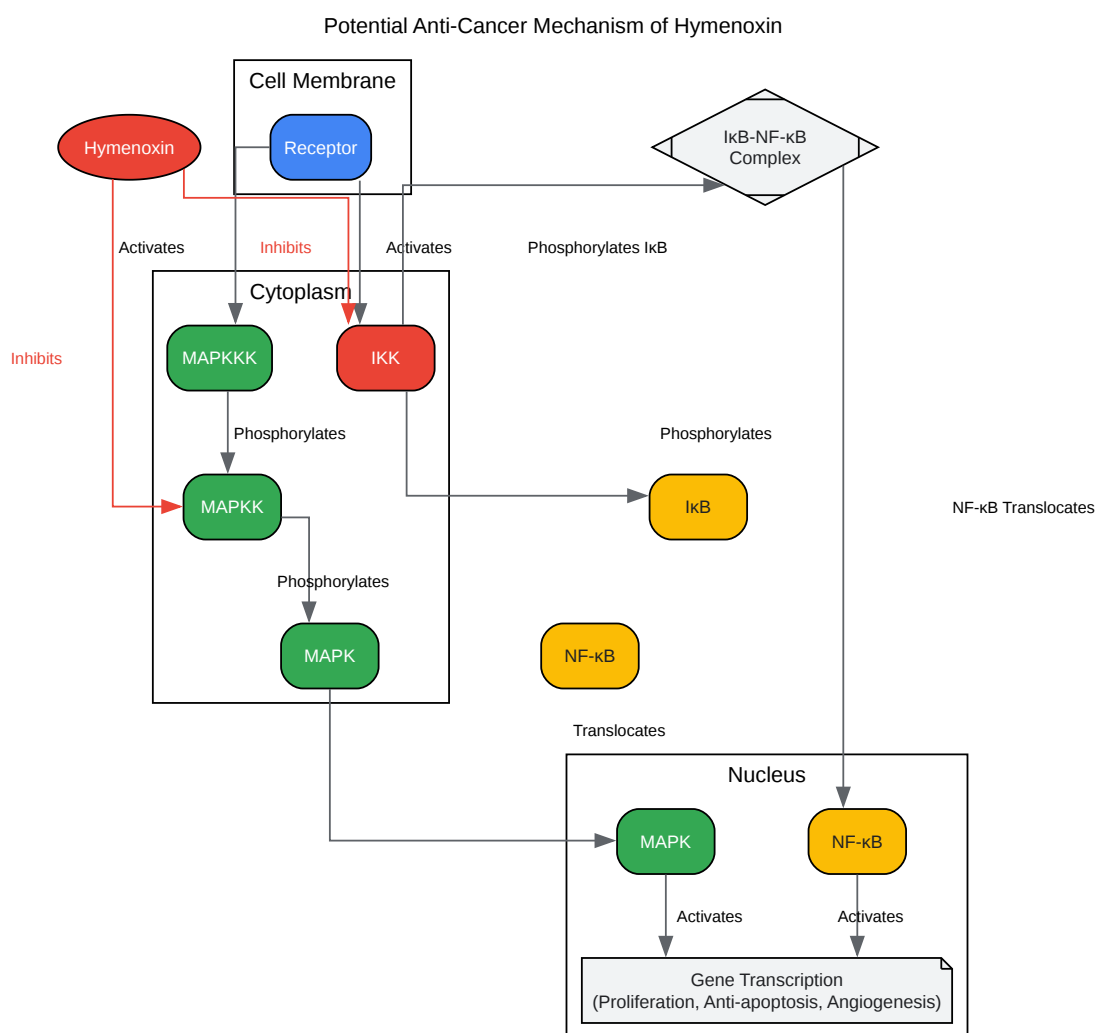 Potential Anti-Cancer Mechanism of Hymenoxin
Cell Membrane
Hymenoxin
Receptor
IκB-NF-κB
Complex
Activates
Inhibits
Activates
Phosphorylates IκB
Cytoplasm
MAPKKK
IKK
Inhibits
Phosphorylates
Phosphorylates
MAPKK
IκB
NF-κB Translocates
Phosphorylates
MAPK
NF-κB
Translocates
Nucleus
MAPK
NF-κB
Activates
Activates
Gene Transcription
(Proliferation, Anti-apoptosis, Angiogenesis)